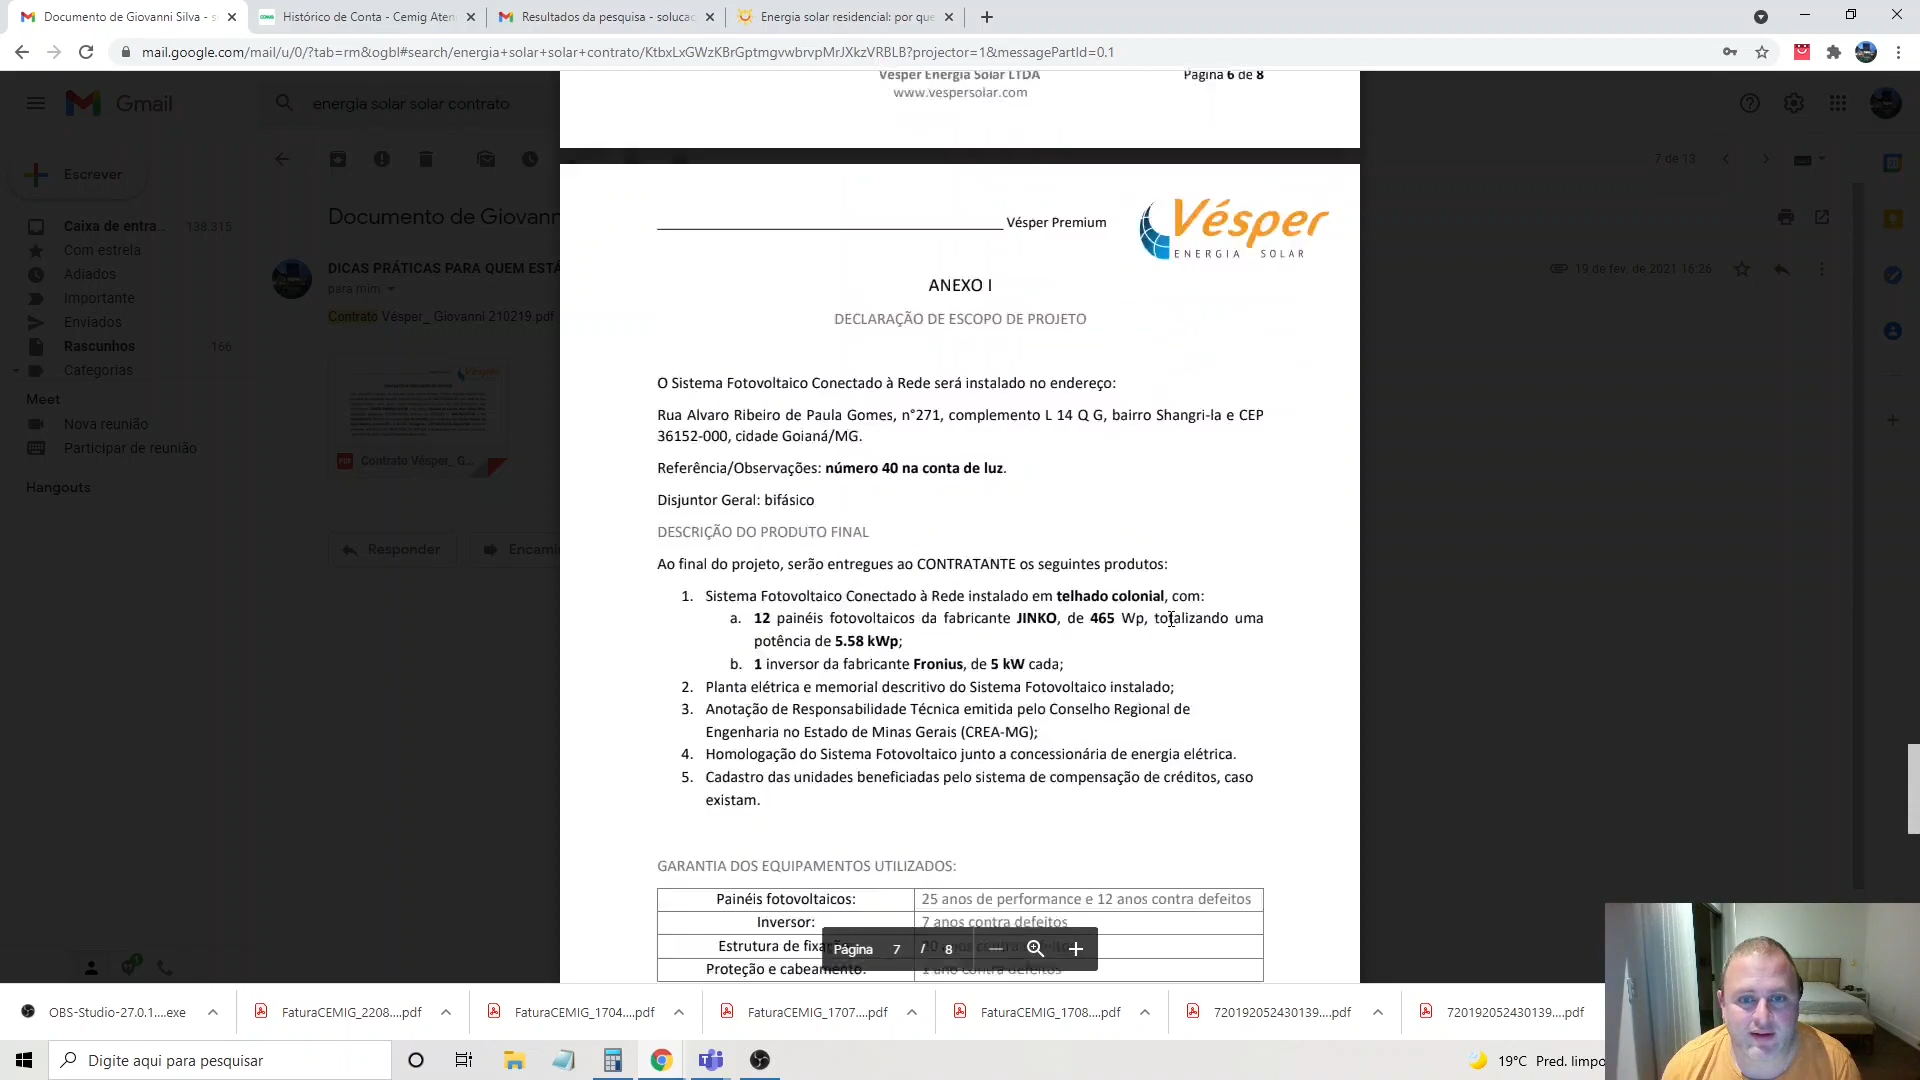 Documento de Giovanni Silva - s
Histórico de Conta - Cemig Aten
Resultados da pesquisa - solucac
Energia solar residencial: por que
mail.google.com/mail/u/0/?tab=rm&ogbl#search/energia+solar+solar+contrato/KtbxLxGWzKBrGptmgvwbrvpMrJXkzVRBLB?projector=1&messagePartId=0.1
Gmail
energia solar solar contrato
Escrever
Caixa de entra... 138.315
Com estrela
Adiados
Importante
Enviados
Rascunhos 166
Categorias
Meet
Nova reunião
Participar de reunião
Hangouts
7 de 13
Documento de Giovann
DICAS PRÁTICAS PARA QUEM ESTÁ
para mim
19 de fev. de 2021 16:26
Contrato Vésper_ Giovanni 210219.pdf
PDF Contrato Vésper_ G...
Responder
Encamin
Vésper Energia Solar LTDA
www.vespersolar.com
Página 6 de 8
Vésper Premium
Vésper
ENERGIA SOLAR
ANEXO I
DECLARAÇÃO DE ESCOPO DE PROJETO
O Sistema Fotovoltaico Conectado à Rede será instalado no endereço:
Rua Alvaro Ribeiro de Paula Gomes, n°271, complemento L 14 Q G, bairro Shangri-la e CEP
36152-000, cidade Goianá/MG.
Referência/Observações: número 40 na conta de luz.
Disjuntor Geral: bifásico
DESCRIÇÃO DO PRODUTO FINAL
Ao final do projeto, serão entregues ao CONTRATANTE os seguintes produtos:
1. Sistema Fotovoltaico Conectado à Rede instalado em telhado colonial, com:
a. 12 painéis fotovoltaicos da fabricante JINKO, de 465 Wp, totalizando uma
potência de 5.58 kWp;
b. 1 inversor da fabricante Fronius, de 5 kW cada;
2. Planta elétrica e memorial descritivo do Sistema Fotovoltaico instalado;
3. Anotação de Responsabilidade Técnica emitida pelo Conselho Regional de
Engenharia no Estado de Minas Gerais (CREA-MG);
4. Homologação do Sistema Fotovoltaico junto a concessionária de energia elétrica.
5. Cadastro das unidades beneficiadas pelo sistema de compensação de créditos, caso
existam.
GARANTIA DOS EQUIPAMENTOS UTILIZADOS:
Painéis fotovoltaicos: 25 anos de performance e 12 anos contra defeitos
Inversor: 7 anos contra defeitos
Estrutura de fixação
Proteção e cabeamento: 1 ano contra defeitos
Página 7 / 8
OBS-Studio-27.0.1....exe
FaturaCEMIG_2208....pdf
FaturaCEMIG_1704....pdf
FaturaCEMIG_1707....pdf
FaturaCEMIG_1708....pdf
720192052430139....pdf
720192052430139....pdf
Digite aqui para pesquisar
19°C Pred. limpo